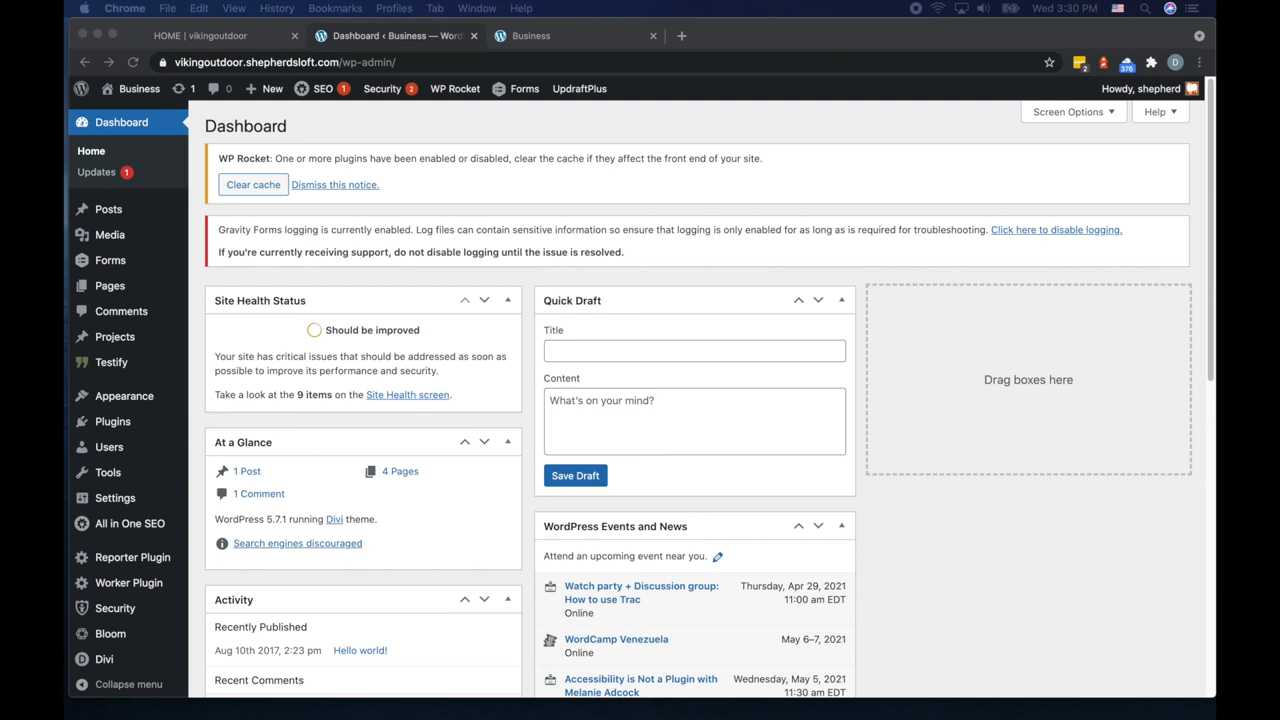 Chrome File Edit View History Bookmarks Profiles Tab Window Help Wed 3:30 PM
HOME | vikingoutdoor Dashboard ‹ Business — Word Business
vikingoutdoor.shepherdsloft.com/wp-admin/ 2 376 D
Business 1 0 New SEO 1 Security 2 WP Rocket Forms UpdraftPlus Howdy, shepherd
Dashboard
Home
Updates 1
Posts
Media
Forms
Pages
Comments
Projects
Testify
Appearance
Plugins
Users
Tools
Settings
All in One SEO
Reporter Plugin
Worker Plugin
Security
Bloom
Divi
Collapse menu
Screen Options Help
Dashboard
WP Rocket: One or more plugins have been enabled or disabled, clear the cache if they affect the front end of your site.
Clear cache Dismiss this notice.
Gravity Forms logging is currently enabled. Log files can contain sensitive information so ensure that logging is only enabled for as long as is required for troubleshooting. Click here to disable logging.
If you're currently receiving support, do not disable logging until the issue is resolved.
Site Health Status
Should be improved
Your site has critical issues that should be addressed as soon as
possible to improve its performance and security.
Take a look at the 9 items on the Site Health screen.
At a Glance
1 Post 4 Pages
1 Comment
WordPress 5.7.1 running Divi theme.
Search engines discouraged
Activity
Recently Published
Aug 10th 2017, 2:23 pm Hello world!
Recent Comments
Quick Draft
Title
Content
What's on your mind?
Save Draft
WordPress Events and News
Attend an upcoming event near you.
Watch party + Discussion group: Thursday, Apr 29, 2021
How to use Trac 11:00 am EDT
Online
WordCamp Venezuela May 6–7, 2021
Online
Accessibility is Not a Plugin with Wednesday, May 5, 2021
Melanie Adcock 11:30 am EDT
Drag boxes here